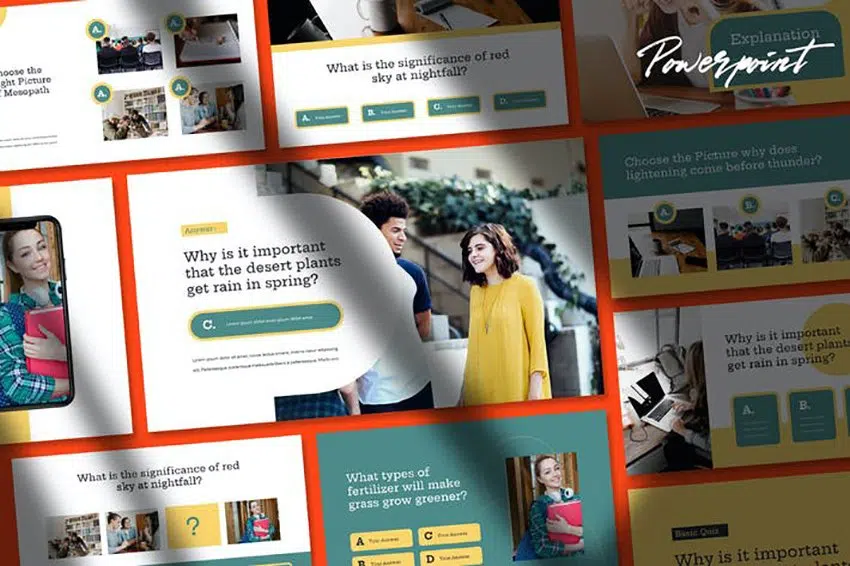 hoose the
ght Picture
f Mesopath
A.
A.
A.
A.
What is the significance of red
sky at nightfall?
A. Your Answer
B. Your Answer
C. Your Answer
D. Your Answer
Explanation
Powerpoint
Choose the Picture why does
lightening come before thunder?
A.
B.
C.
Answer:
Why is it important
that the desert plants
get rain in spring?
C.
Why is it important
that the desert plants
get rain in spring?
A.
B.
What is the significance of red
sky at nightfall?
?
What types of
fertilizer will make
grass grow greener?
A Your Answer
C Your Answer
B Your Answer
D Your Answer
Basic Quiz
Why is it important